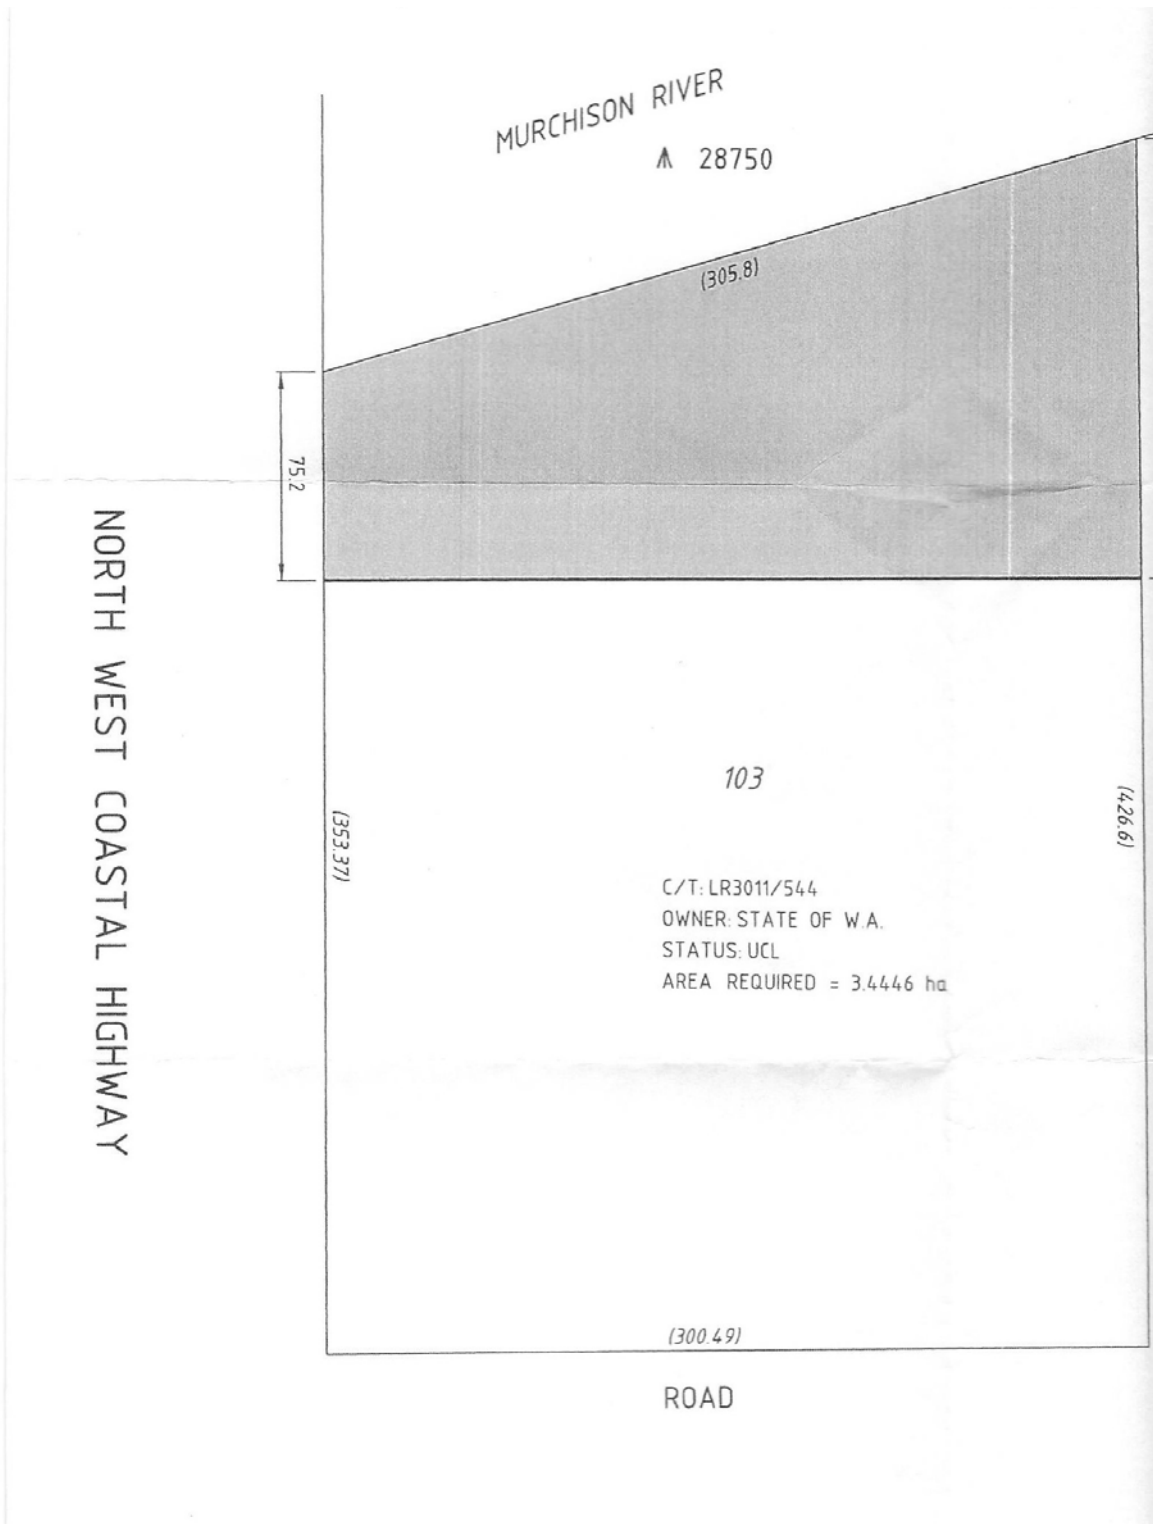 MURCHISON RIVER
28750
(305.8)
75.2
NORTH WEST COASTAL HIGHWAY
103
(353.37)
(426.6)
C/T: LR3011/544
OWNER: STATE OF W.A.
STATUS: UCL
AREA REQUIRED = 3.4446 ha
(300.49)
ROAD